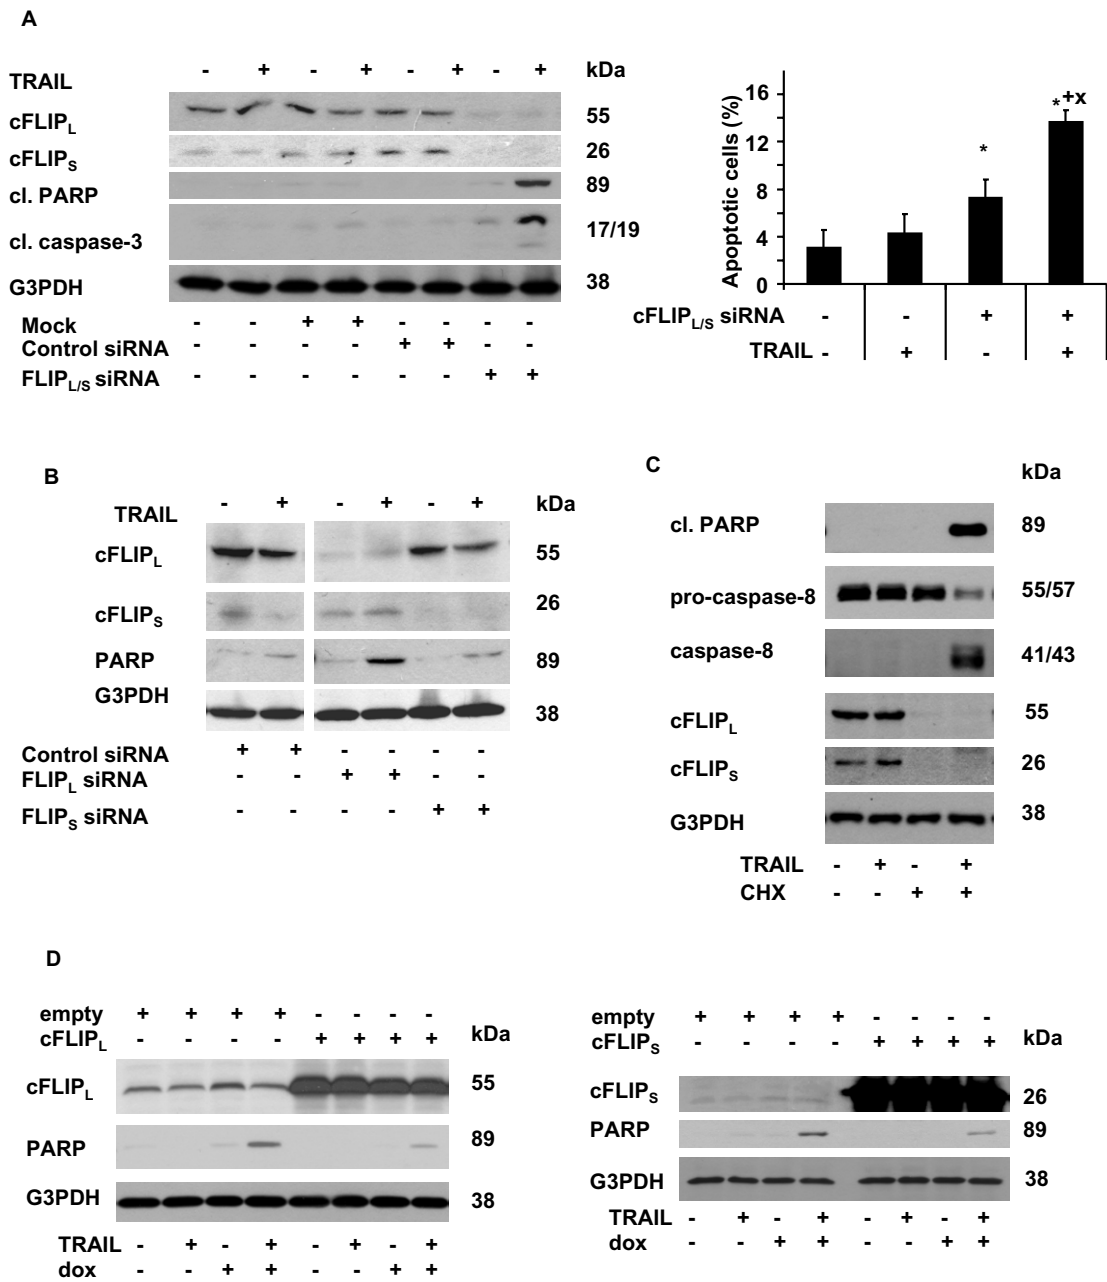 A
TRAIL - + - + - + - + kDa
cFLIPL 55
cFLIPS 26
cl. PARP 89
cl. caspase-3 17/19
G3PDH 38
Mock - - + + - - - -
Control siRNA - - - - + + - -
FLIPL/S siRNA - - - - - - + +
Apoptotic cells (%)
16
12
8
4
0
*
*+x
cFLIPL/S siRNA - - + +
TRAIL - + - +
B
TRAIL - + - + - + kDa
cFLIPL 55
cFLIPS 26
PARP 89
G3PDH 38
Control siRNA + + - - - -
FLIPL siRNA - - + + - -
FLIPS siRNA - - - - + +
C
kDa
cl. PARP 89
pro-caspase-8 55/57
caspase-8 41/43
cFLIPL 55
cFLIPS 26
G3PDH 38
TRAIL - + - +
CHX - - + +
D
empty + + + + - - - -
cFLIPL - - - - + + + + kDa
cFLIPL 55
PARP 89
G3PDH 38
TRAIL - + - + - + - +
dox - - + + - - + +
empty + + + + - - - -
cFLIPS - - - - + + + + kDa
cFLIPS 26
PARP 89
G3PDH 38
TRAIL - + - + - + - +
dox - - + + - - + +